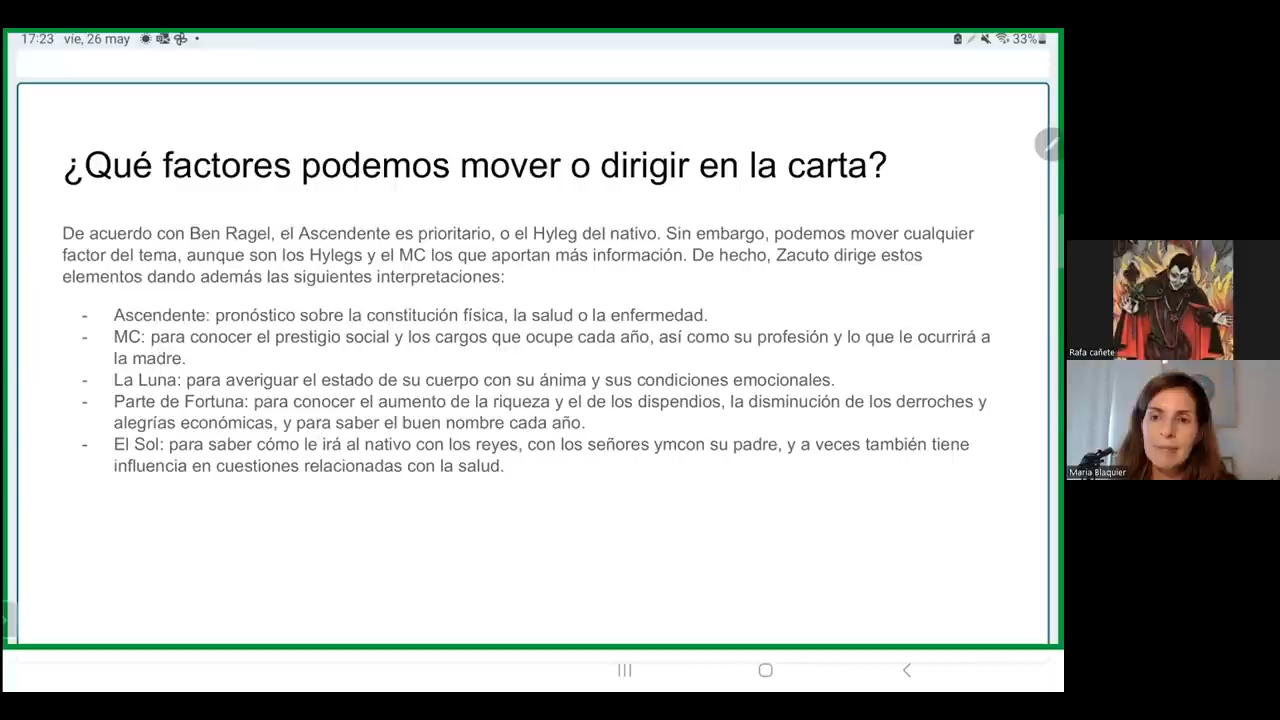 17:23 vie, 26 may
33%
¿Qué factores podemos mover o dirigir en la carta?
De acuerdo con Ben Ragel, el Ascendente es prioritario, o el Hyleg del nativo. Sin embargo, podemos mover cualquier
factor del tema, aunque son los Hylegs y el MC los que aportan más información. De hecho, Zacuto dirige estos
elementos dando además las siguientes interpretaciones:
- Ascendente: pronóstico sobre la constitución física, la salud o la enfermedad.
- MC: para conocer el prestigio social y los cargos que ocupe cada año, así como su profesión y lo que le ocurrirá a
la madre.
- La Luna: para averiguar el estado de su cuerpo con su ánima y sus condiciones emocionales.
- Parte de Fortuna: para conocer el aumento de la riqueza y el de los dispendios, la disminución de los derroches y
alegrías económicas, y para saber el buen nombre cada año.
- El Sol: para saber cómo le irá al nativo con los reyes, con los señores ymcon su padre, y a veces también tiene
influencia en cuestiones relacionadas con la salud.
Rafa cañete
Maria Blaquier